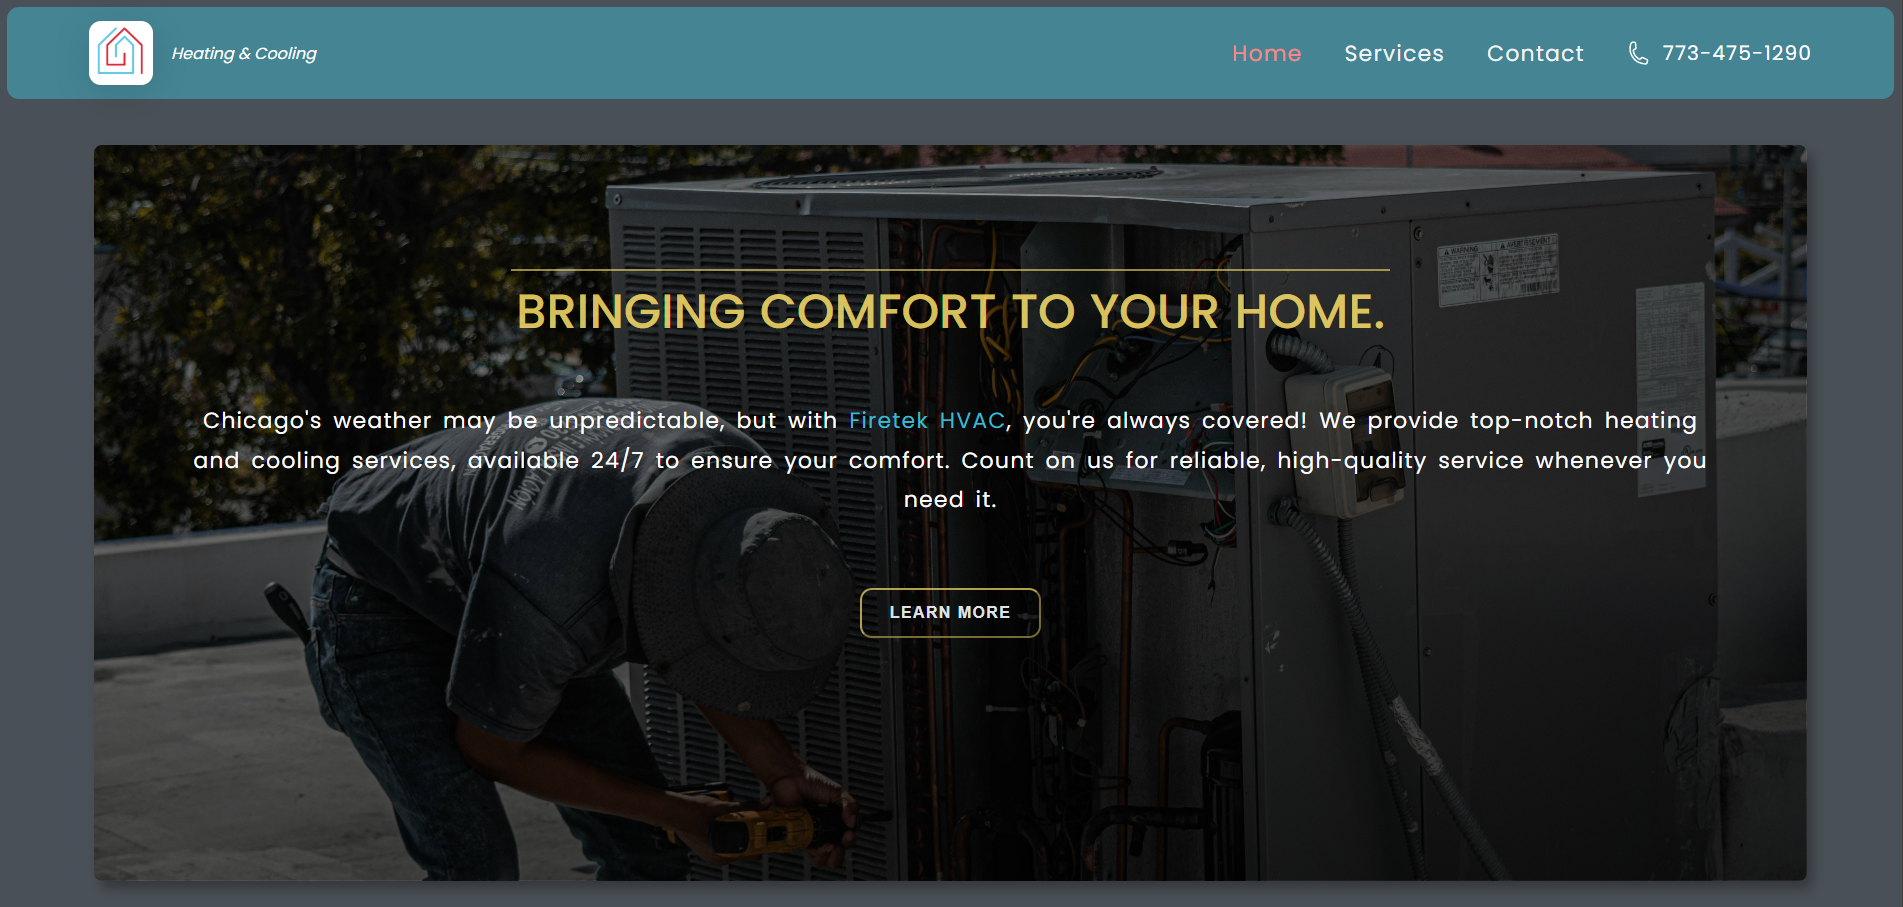 Heating & Cooling
Home
Services
Contact
773-475-1290
WARNING
AVERTISSEMENT
BRINGING COMFORT TO YOUR HOME.
Chicago's weather may be unpredictable, but with Firetek HVAC, you're always covered! We provide top-notch heating
and cooling services, available 24/7 to ensure your comfort. Count on us for reliable, high-quality service whenever you
need it.
LEARN MORE